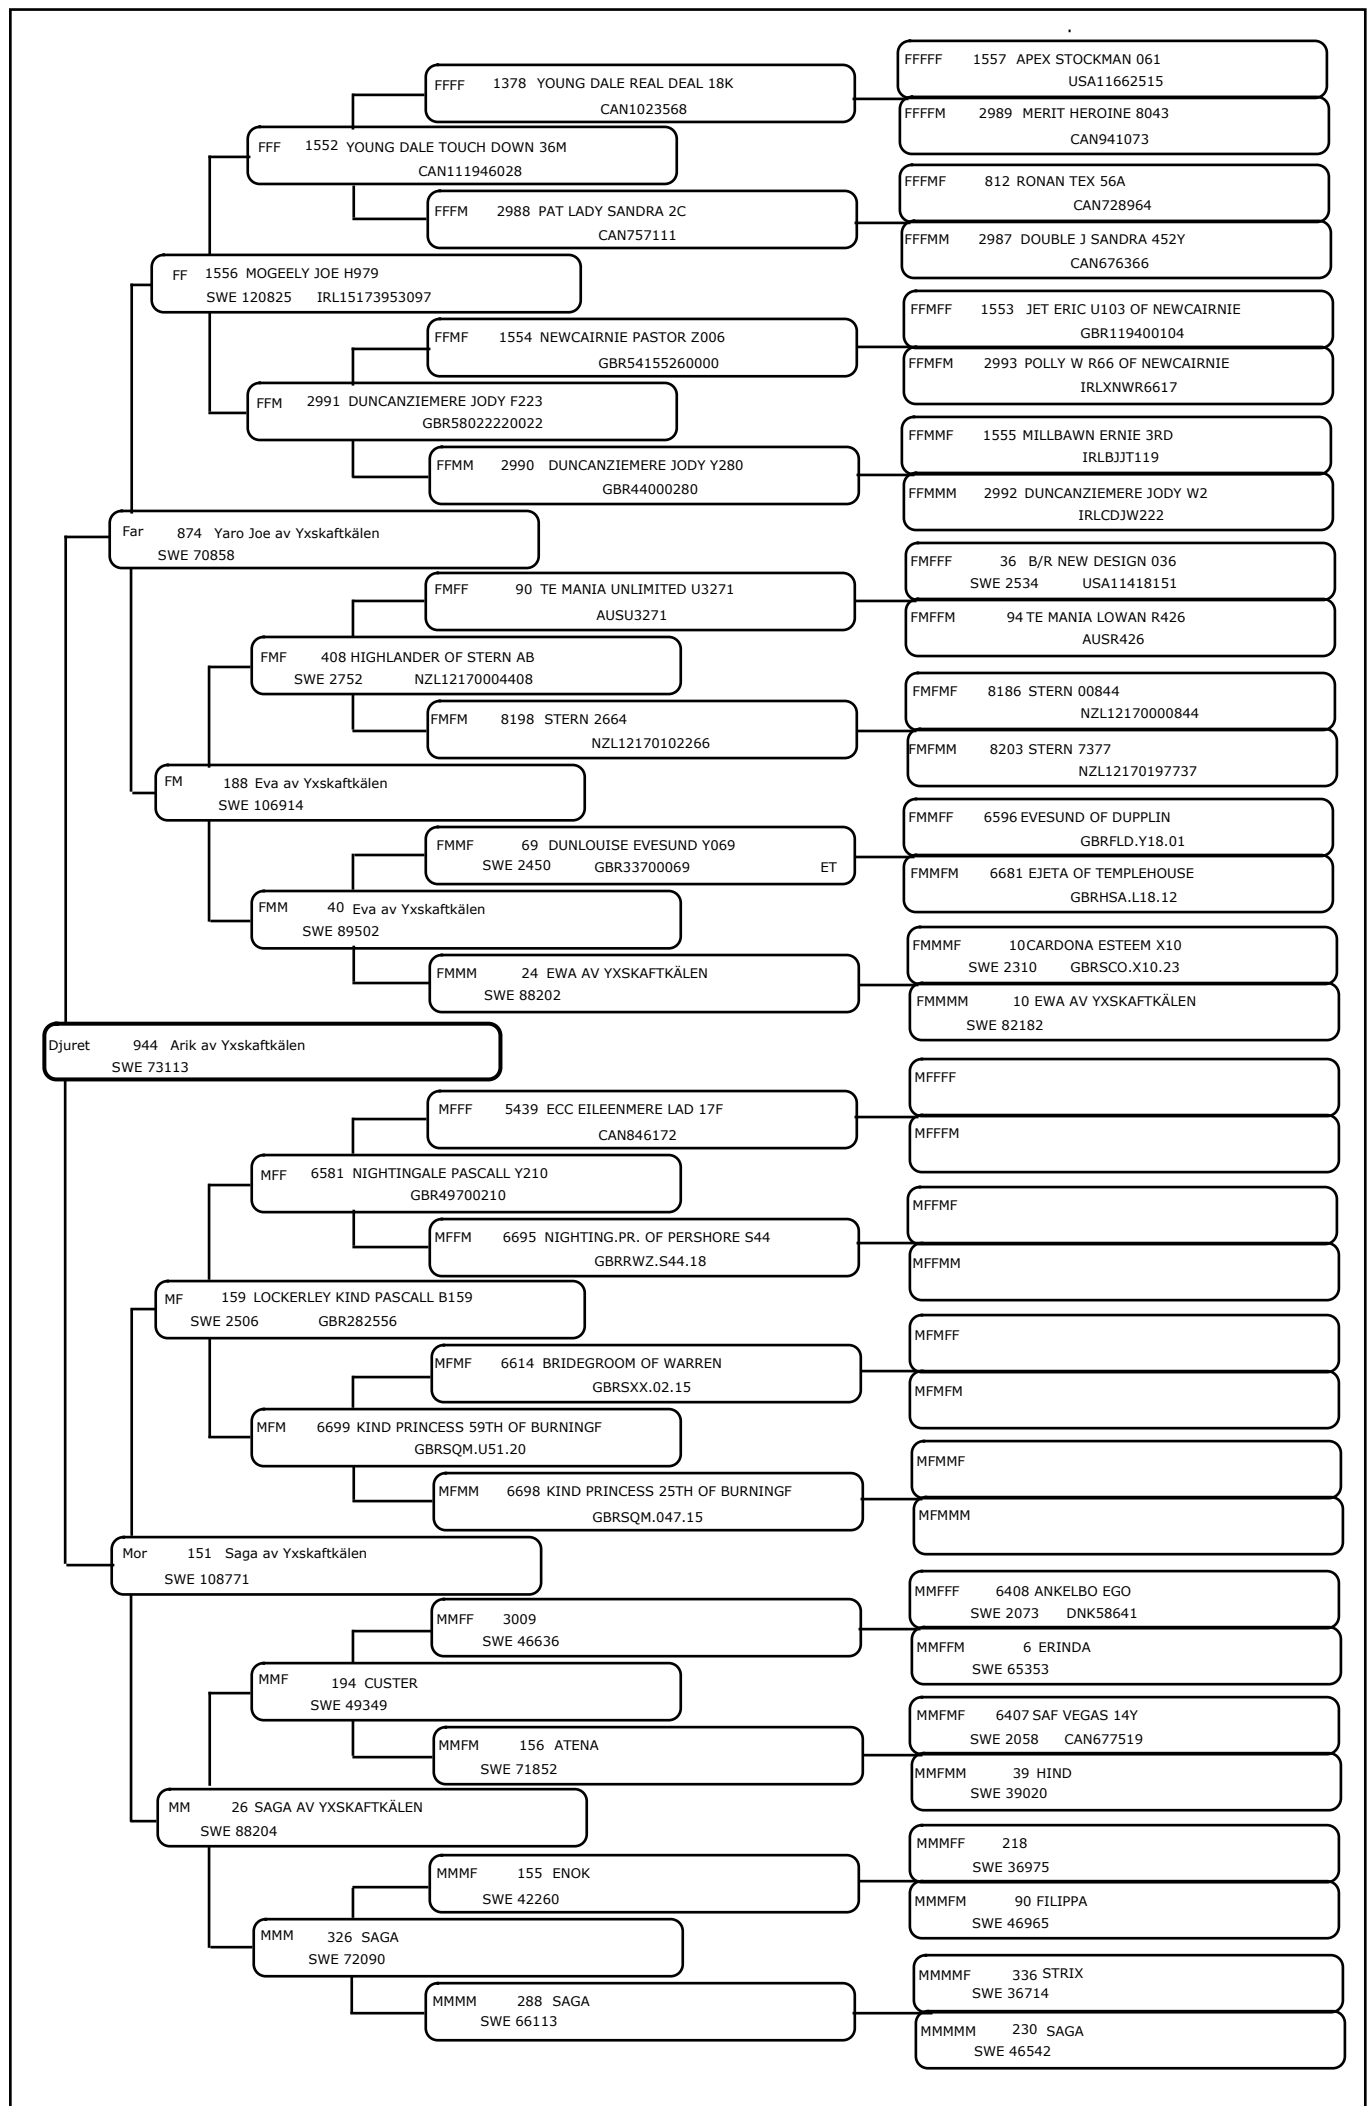 FFFFF 1557 APEX STOCKMAN 061
USA11662515
FFFF 1378 YOUNG DALE REAL DEAL 18K
CAN1023568
FFFFM 2989 MERIT HEROINE 8043
CAN941073
FFF 1552 YOUNG DALE TOUCH DOWN 36M
CAN111946028
FFFMF 812 RONAN TEX 56A
CAN728964
FFFM 2988 PAT LADY SANDRA 2C
CAN757111
FFFMM 2987 DOUBLE J SANDRA 452Y
CAN676366
FF 1556 MOGEELY JOE H979
SWE 120825 IRL15173953097
FFMFF 1553 JET ERIC U103 OF NEWCAIRNIE
GBR119400104
FFMF 1554 NEWCAIRNIE PASTOR Z006
GBR54155260000
FFMFM 2993 POLLY W R66 OF NEWCAIRNIE
IRLXNWR6617
FFM 2991 DUNCANZIEMERE JODY F223
GBR58022220022
FFMMF 1555 MILLBAWN ERNIE 3RD
IRLBJJT119
FFMM 2990 DUNCANZIEMERE JODY Y280
GBR44000280
FFMMM 2992 DUNCANZIEMERE JODY W2
IRLCDJW222
Far 874 Yaro Joe av Yxskaftkälen
SWE 70858
FMFFF 36 B/R NEW DESIGN 036
SWE 2534 USA11418151
FMFF 90 TE MANIA UNLIMITED U3271
AUSU3271
FMFFM 94 TE MANIA LOWAN R426
AUSR426
FMF 408 HIGHLANDER OF STERN AB
SWE 2752 NZL12170004408
FMFMF 8186 STERN 00844
NZL12170000844
FMFM 8198 STERN 2664
NZL12170102266
FMFMM 8203 STERN 7377
NZL12170197737
FM 188 Eva av Yxskaftkälen
SWE 106914
FMMFF 6596 EVESUND OF DUPPLIN
GBRFLD.Y18.01
FMMF 69 DUNLOUISE EVESUND Y069
SWE 2450 GBR33700069 ET
FMMFM 6681 EJETA OF TEMPLEHOUSE
GBRHSA.L18.12
FMM 40 Eva av Yxskaftkälen
SWE 89502
FMMMF 10 CARDONA ESTEEM X10
SWE 2310 GBRSCO.X10.23
FMMM 24 EWA AV YXSKAFTKÄLEN
SWE 88202
FMMMM 10 EWA AV YXSKAFTKÄLEN
SWE 82182
Djuret 944 Arik av Yxskaftkälen
SWE 73113
MFFFF
MFFF 5439 ECC EILEENMERE LAD 17F
CAN846172
MFFFM
MFF 6581 NIGHTINGALE PASCALL Y210
GBR49700210
MFFMF
MFFM 6695 NIGHTING.PR. OF PERSHORE S44
GBRRWZ.S44.18
MFFMM
MF 159 LOCKERLEY KIND PASCALL B159
SWE 2506 GBR282556
MFMFF
MFMF 6614 BRIDEGROOM OF WARREN
GBRSXX.02.15
MFMFM
MFM 6699 KIND PRINCESS 59TH OF BURNINGF
GBRSQM.U51.20
MFMMF
MFMM 6698 KIND PRINCESS 25TH OF BURNINGF
GBRSQM.047.15
MFMMM
Mor 151 Saga av Yxskaftkälen
SWE 108771
MMFFF 6408 ANKELBO EGO
SWE 2073 DNK58641
MMFF 3009
SWE 46636
MMFFM 6 ERINDA
SWE 65353
MMF 194 CUSTER
SWE 49349
MMFMF 6407 SAF VEGAS 14Y
SWE 2058 CAN677519
MMFM 156 ATENA
SWE 71852
MMFMM 39 HIND
SWE 39020
MM 26 SAGA AV YXSKAFTKÄLEN
SWE 88204
MMMFF 218
SWE 36975
MMMF 155 ENOK
SWE 42260
MMMFM 90 FILIPPA
SWE 46965
MMM 326 SAGA
SWE 72090
MMMMF 336 STRIX
SWE 36714
MMMM 288 SAGA
SWE 66113
MMMMM 230 SAGA
SWE 46542